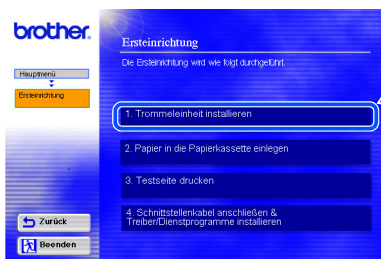 brother.
Ersteinrichtung
Die Ersteinrichtung wird wie folgt durchgeführt.
Hauptmenü
Ersteinrichtung
1. Trommeleinheit installieren
2. Papier in die Papierkassette einlegen
3. Testseite drucken
4. Schnittstellenkabel anschließen &
Treiber/Dienstprogramme installieren
Zurück
Beenden